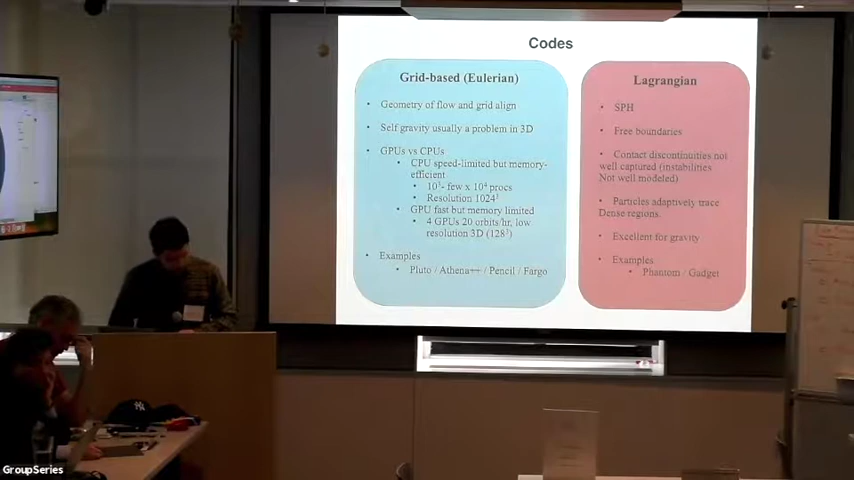 Codes
Grid-based (Eulerian)
• Geometry of flow and grid align
• Self gravity usually a problem in 3D
• GPUs vs CPUs:
• CPU speed-limited but memory-
efficient
• 10³- few x 10⁴ procs
• Resolution 1024³
• GPU fast but memory limited
• 4 GPUs 20 orbits/hr, low
resolution 3D (128³)
• Examples
• Pluto / Athena++ / Pencil / Fargo
Lagrangian
• SPH
• Free boundaries
• Contact discontinuities not
well captured (instabilities
Not well modeled)
• Particles adaptively trace
Dense regions.
• Excellent for gravity
• Examples
• Phantom / Gadget
GroupSeries